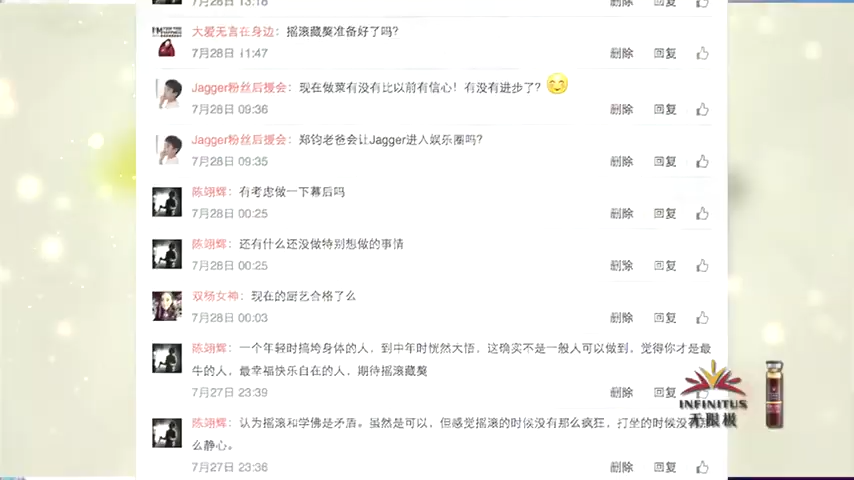 7月28日 13:18 删除 回复
大爱无言在身边：摇滚藏獒准备好了吗?
7月28日 11:47 删除 回复
Jagger粉丝后援会：现在做菜有没有比以前有信心！有没有进步了?
7月28日 09:36 删除 回复
Jagger粉丝后援会：郑钧老爸会让Jagger进入娱乐圈吗?
7月28日 09:35 删除 回复
陈翊辉：有考虑做一下幕后吗
7月28日 00:25 删除 回复
陈翊辉：还有什么还没做特别想做的事情
7月28日 00:25 删除 回复
双杨女神：现在的厨艺合格了么
7月28日 00:03 删除 回复
陈翊辉：一个年轻时搞垮身体的人，到中年时恍然大悟，这确实不是一般人可以做到。觉得你才是最
牛的人，最幸福快乐自在的人，期待摇滚藏獒
7月27日 23:39 删除 回复
INFINITUS
无限极
陈翊辉：认为摇滚和学佛是矛盾。虽然是可以，但感觉摇滚的时候没有那么疯狂，打坐的时候没有
么静心。
7月27日 23:36 删除 回复